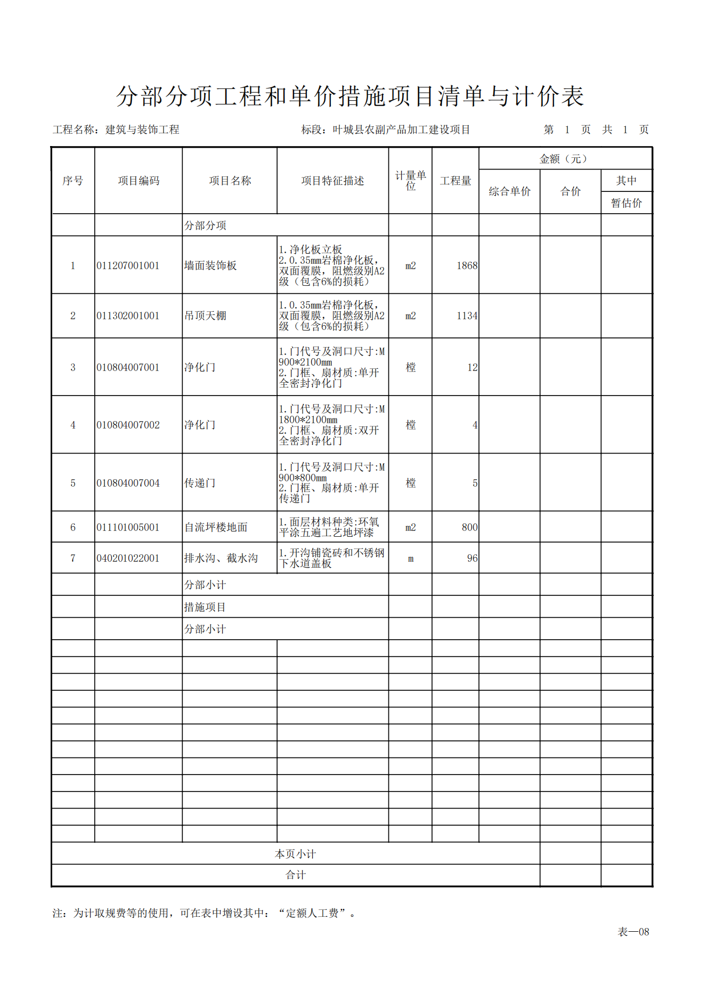 分部分项工程和单价措施项目清单与计价表
工程名称：建筑与装饰工程 标段：叶城县农副产品加工建设项目 第 1 页 共 1 页
序号 项目编码 项目名称 项目特征描述 计量单位 工程量 金额（元）
综合单价 合价 其中
暂估价
分部分项
1 011207001001 墙面装饰板 1.净化板立板
2.0.35mm岩棉净化板，
双面覆膜，阻燃级别A2
级（包含6%的损耗） m2 1868
2 011302001001 吊顶天棚 1.0.35mm岩棉净化板，
双面覆膜，阻燃级别A2
级（包含6%的损耗） m2 1134
3 010804007001 净化门 1.门代号及洞口尺寸:M
900*2100mm
2.门框、扇材质:单开
全密封净化门 樘 12
4 010804007002 净化门 1.门代号及洞口尺寸:M
1800*2100mm
2.门框、扇材质:双开
全密封净化门 樘 4
5 010804007004 传递门 1.门代号及洞口尺寸:M
900*800mm
2.门框、扇材质:单开
传递门 樘 5
6 011101005001 自流坪楼地面 1.面层材料种类:环氧
平涂五遍工艺地坪漆 m2 800
7 040201022001 排水沟、截水沟 1.开沟铺瓷砖和不锈钢
下水道盖板 m 96
分部小计
措施项目
分部小计
本页小计
合计
注：为计取规费等的使用，可在表中增设其中：“定额人工费”。
表—08